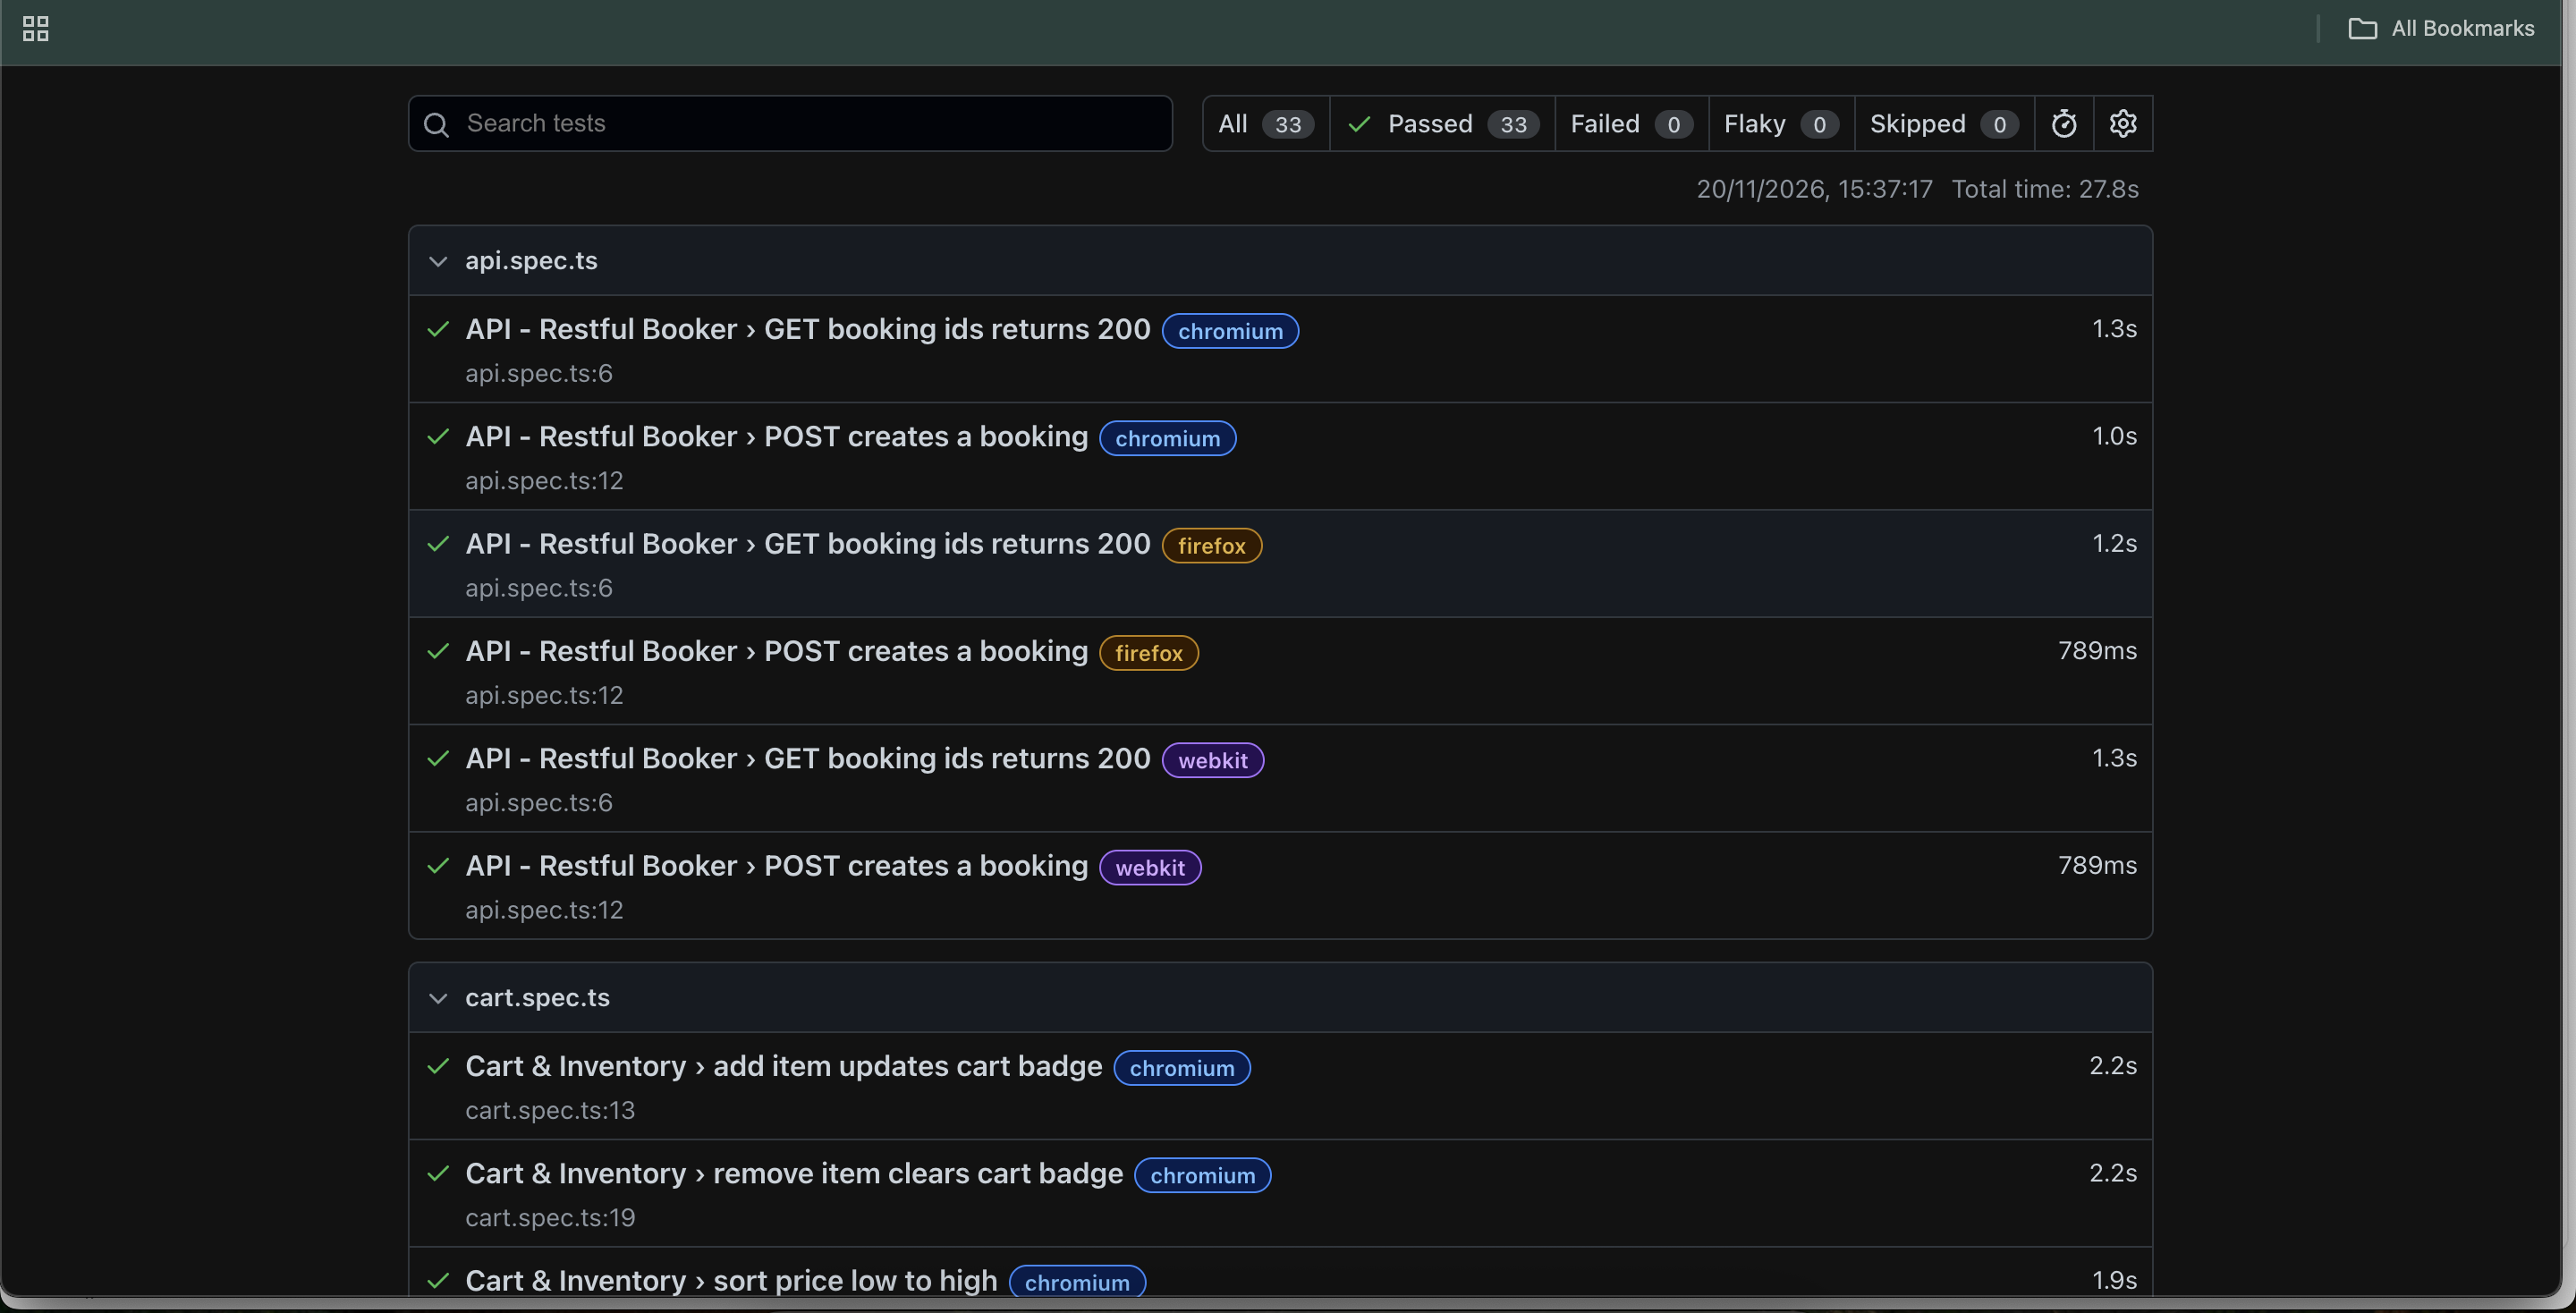 All Bookmarks
Search tests
All 33 Passed 33 Failed 0 Flaky 0 Skipped 0
20/11/2026, 15:37:17 Total time: 27.8s
api.spec.ts
API - Restful Booker › GET booking ids returns 200 chromium 1.3s
api.spec.ts:6
API - Restful Booker › POST creates a booking chromium 1.0s
api.spec.ts:12
API - Restful Booker › GET booking ids returns 200 firefox 1.2s
api.spec.ts:6
API - Restful Booker › POST creates a booking firefox 789ms
api.spec.ts:12
API - Restful Booker › GET booking ids returns 200 webkit 1.3s
api.spec.ts:6
API - Restful Booker › POST creates a booking webkit 789ms
api.spec.ts:12
cart.spec.ts
Cart & Inventory › add item updates cart badge chromium 2.2s
cart.spec.ts:13
Cart & Inventory › remove item clears cart badge chromium 2.2s
cart.spec.ts:19
Cart & Inventory › sort price low to high chromium 1.9s